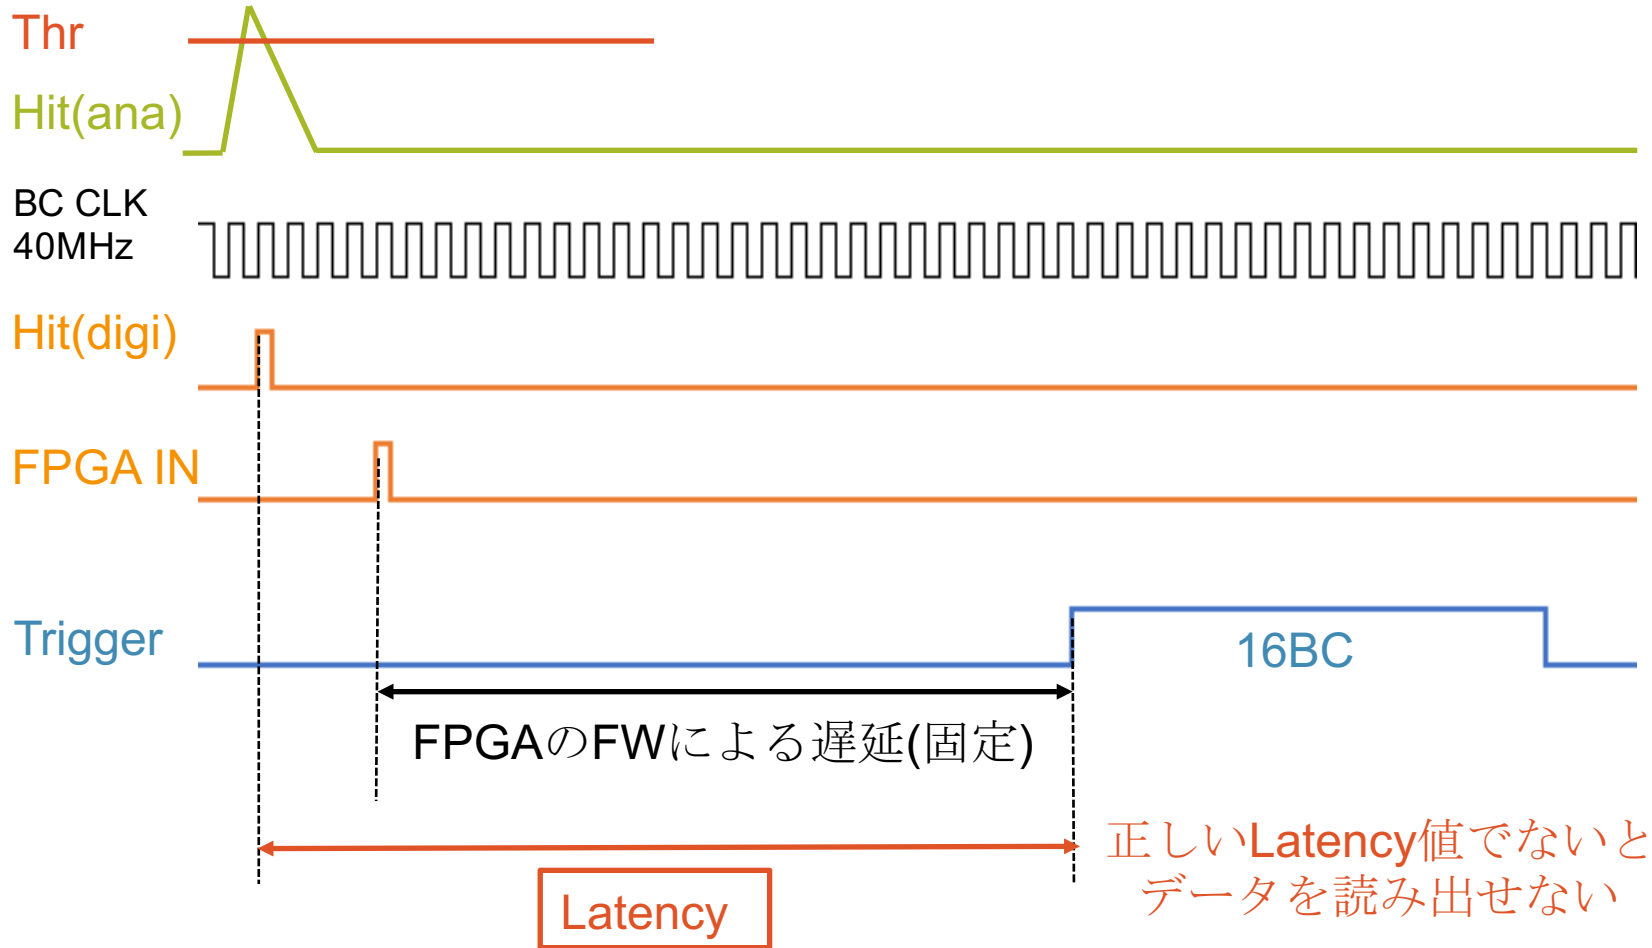 Thr
Hit(ana)
BC CLK
40MHz
Hit(digi)
FPGA IN
Trigger
16BC
FPGAのFWによる遅延(固定)
正しいLatency値でないと
データを読み出せない
Latency